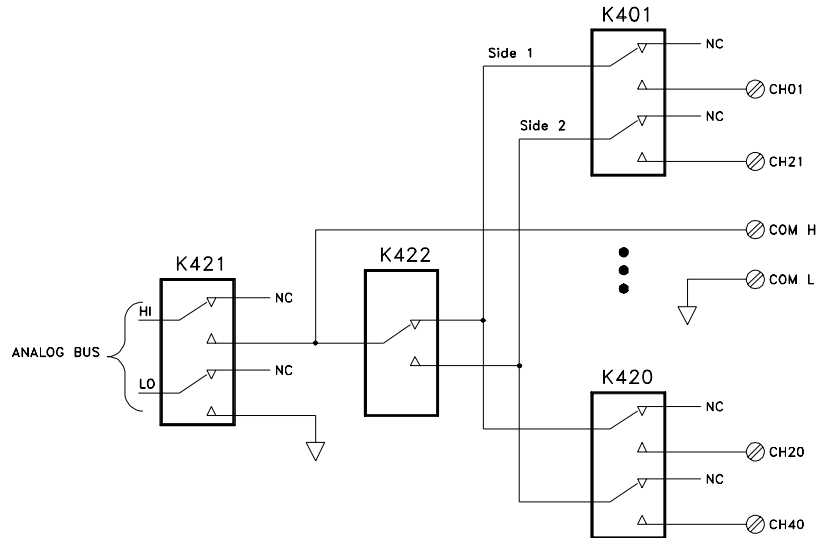 K401
Side 1
NC
CH01
Side 2
NC
CH21
COM H
K422
K421
COM L
HI
NC
ANALOG BUS
LO
NC
K420
NC
CH20
NC
CH40